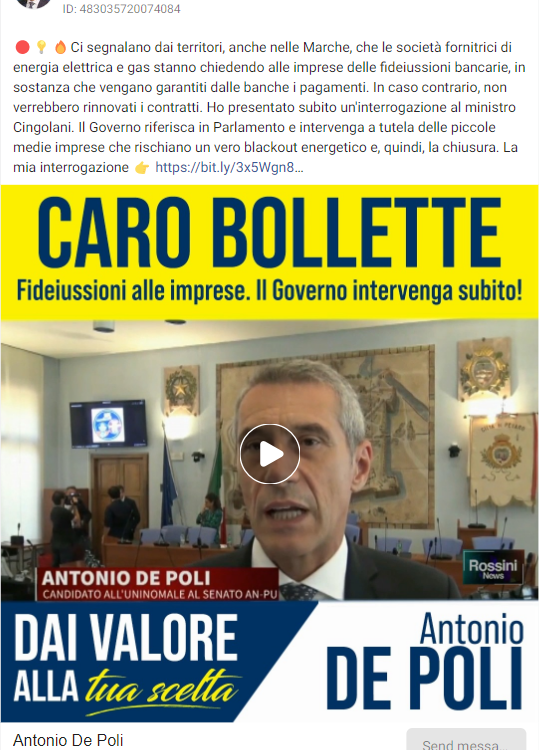 ID: 483035720074084
🔴💡🔥Ci segnalano dai territori, anche nelle Marche, che le società fornitrici di
energia elettrica e gas stanno chiedendo alle imprese delle fideiussioni bancarie, in
sostanza che vengano garantiti dalle banche i pagamenti. In caso contrario, non
verrebbero rinnovati i contratti. Ho presentato subito un'interrogazione al ministro
Cingolani. Il Governo riferisca in Parlamento e intervenga a tutela delle piccole
medie imprese che rischiano un vero blackout energetico e, quindi, la chiusura. La
mia interrogazione 👉 https://bit.ly/3x5Wgn8...
CARO BOLLETTE
Fideiussioni alle imprese. Il Governo intervenga subito!
Rossini
News
ANTONIO DE POLI
CANDIDATO ALL'UNINOMALE AL SENATO AN-PU
DAI VALORE
ALLA tua scelta
Antonio
DE POLI
Antonio De Poli
Send messa...